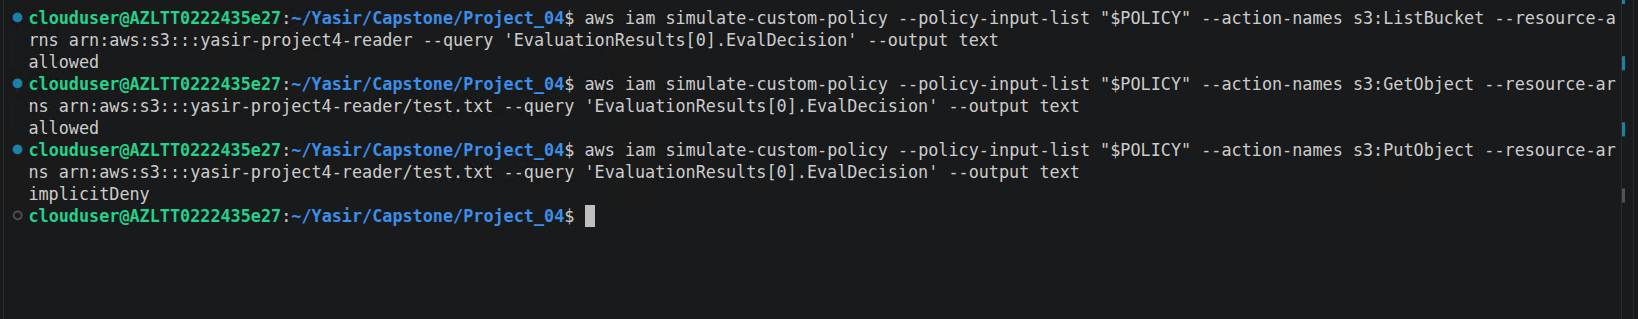 clouduser@AZLTT0222435e27:~/Yasir/Capstone/Project_04$ aws iam simulate-custom-policy --policy-input-list "$POLICY" --action-names s3:ListBucket --resource-a
rns arn:aws:s3:::yasir-project4-reader --query 'EvaluationResults[0].EvalDecision' --output text
allowed
clouduser@AZLTT0222435e27:~/Yasir/Capstone/Project_04$ aws iam simulate-custom-policy --policy-input-list "$POLICY" --action-names s3:GetObject --resource-ar
ns arn:aws:s3:::yasir-project4-reader/test.txt --query 'EvaluationResults[0].EvalDecision' --output text
allowed
clouduser@AZLTT0222435e27:~/Yasir/Capstone/Project_04$ aws iam simulate-custom-policy --policy-input-list "$POLICY" --action-names s3:PutObject --resource-ar
ns arn:aws:s3:::yasir-project4-reader/test.txt --query 'EvaluationResults[0].EvalDecision' --output text
implicitDeny
clouduser@AZLTT0222435e27:~/Yasir/Capstone/Project_04$